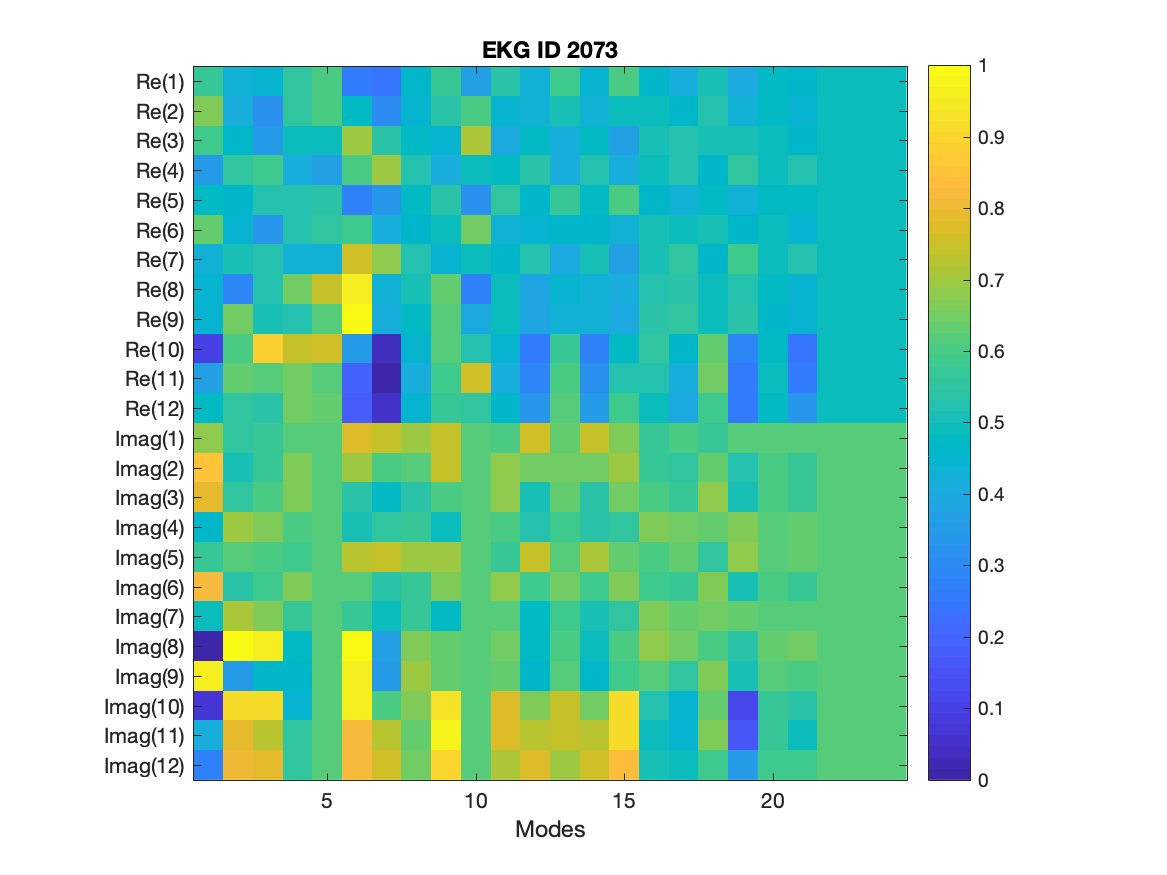 EKG ID 2073
Re(1)
Re(2)
Re(3)
Re(4)
Re(5)
Re(6)
Re(7)
Re(8)
Re(9)
Re(10)
Re(11)
Re(12)
Imag(1)
Imag(2)
Imag(3)
Imag(4)
Imag(5)
Imag(6)
Imag(7)
Imag(8)
Imag(9)
Imag(10)
Imag(11)
Imag(12)
5 10 15 20
Modes
1
0.9
0.8
0.7
0.6
0.5
0.4
0.3
0.2
0.1
0